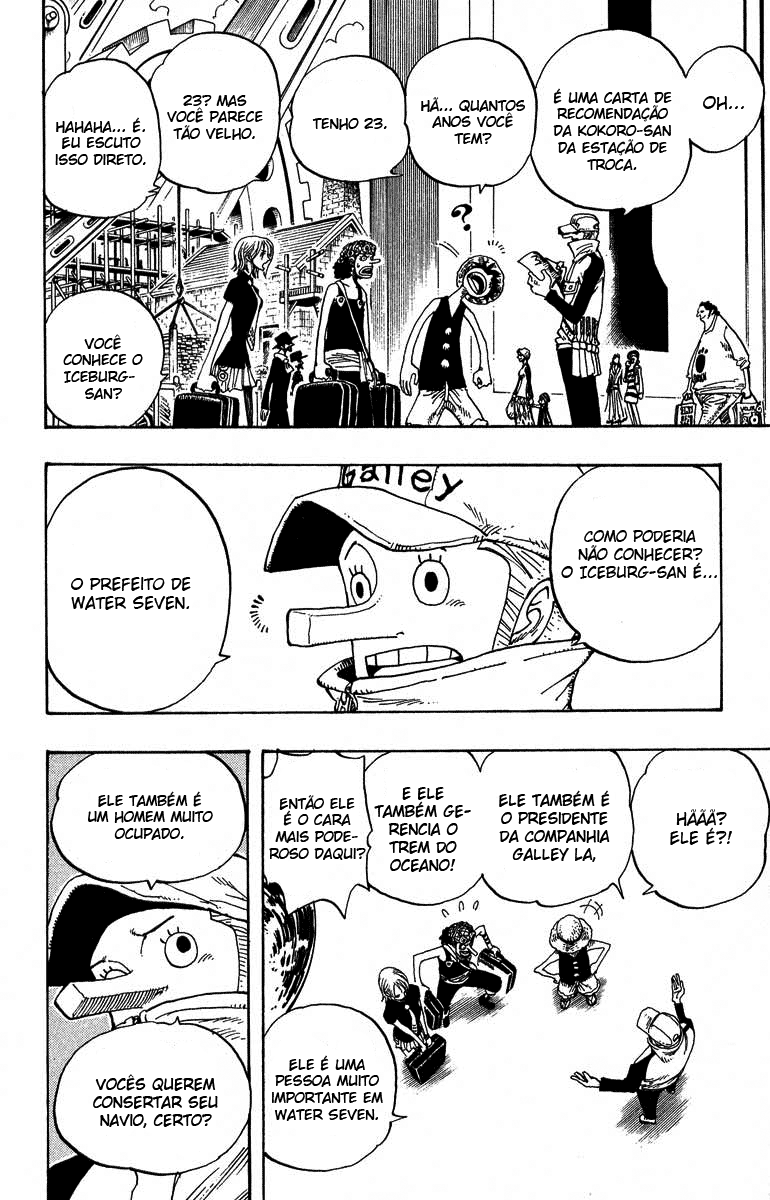 OH...
É UMA CARTA DE
RECOMENDAÇÃO
DA KOKORO-SAN
DA ESTAÇÃO DE
TROCA.
HÃ... QUANTOS
ANOS VOCÊ
TEM?
TENHO 23.
23? MAS
VOCÊ PARECE
TÃO VELHO.
HAHAHA... É.
EU ESCUTO
ISSO DIRETO.
?
VOCÊ
CONHECE O
ICEBURG-
SAN?
Galley
COMO PODERIA
NÃO CONHECER?
O ICEBURG-SAN É...
O PREFEITO DE
WATER SEVEN.
HÃÃÃ?
ELE É?!
ELE TAMBÉM É
O PRESIDENTE
DA COMPANHIA
GALLEY LA,
E ELE
TAMBÉM GE-
RENCIA O
TREM DO
OCEANO!
ENTÃO ELE
É O CARA
MAIS PODE-
ROSO DAQUI?
ELE É UMA
PESSOA MUITO
IMPORTANTE EM
WATER SEVEN.
ELE TAMBÉM É
UM HOMEM MUITO
OCUPADO.
VOCÊS QUEREM
CONSERTAR SEU
NAVIO, CERTO?